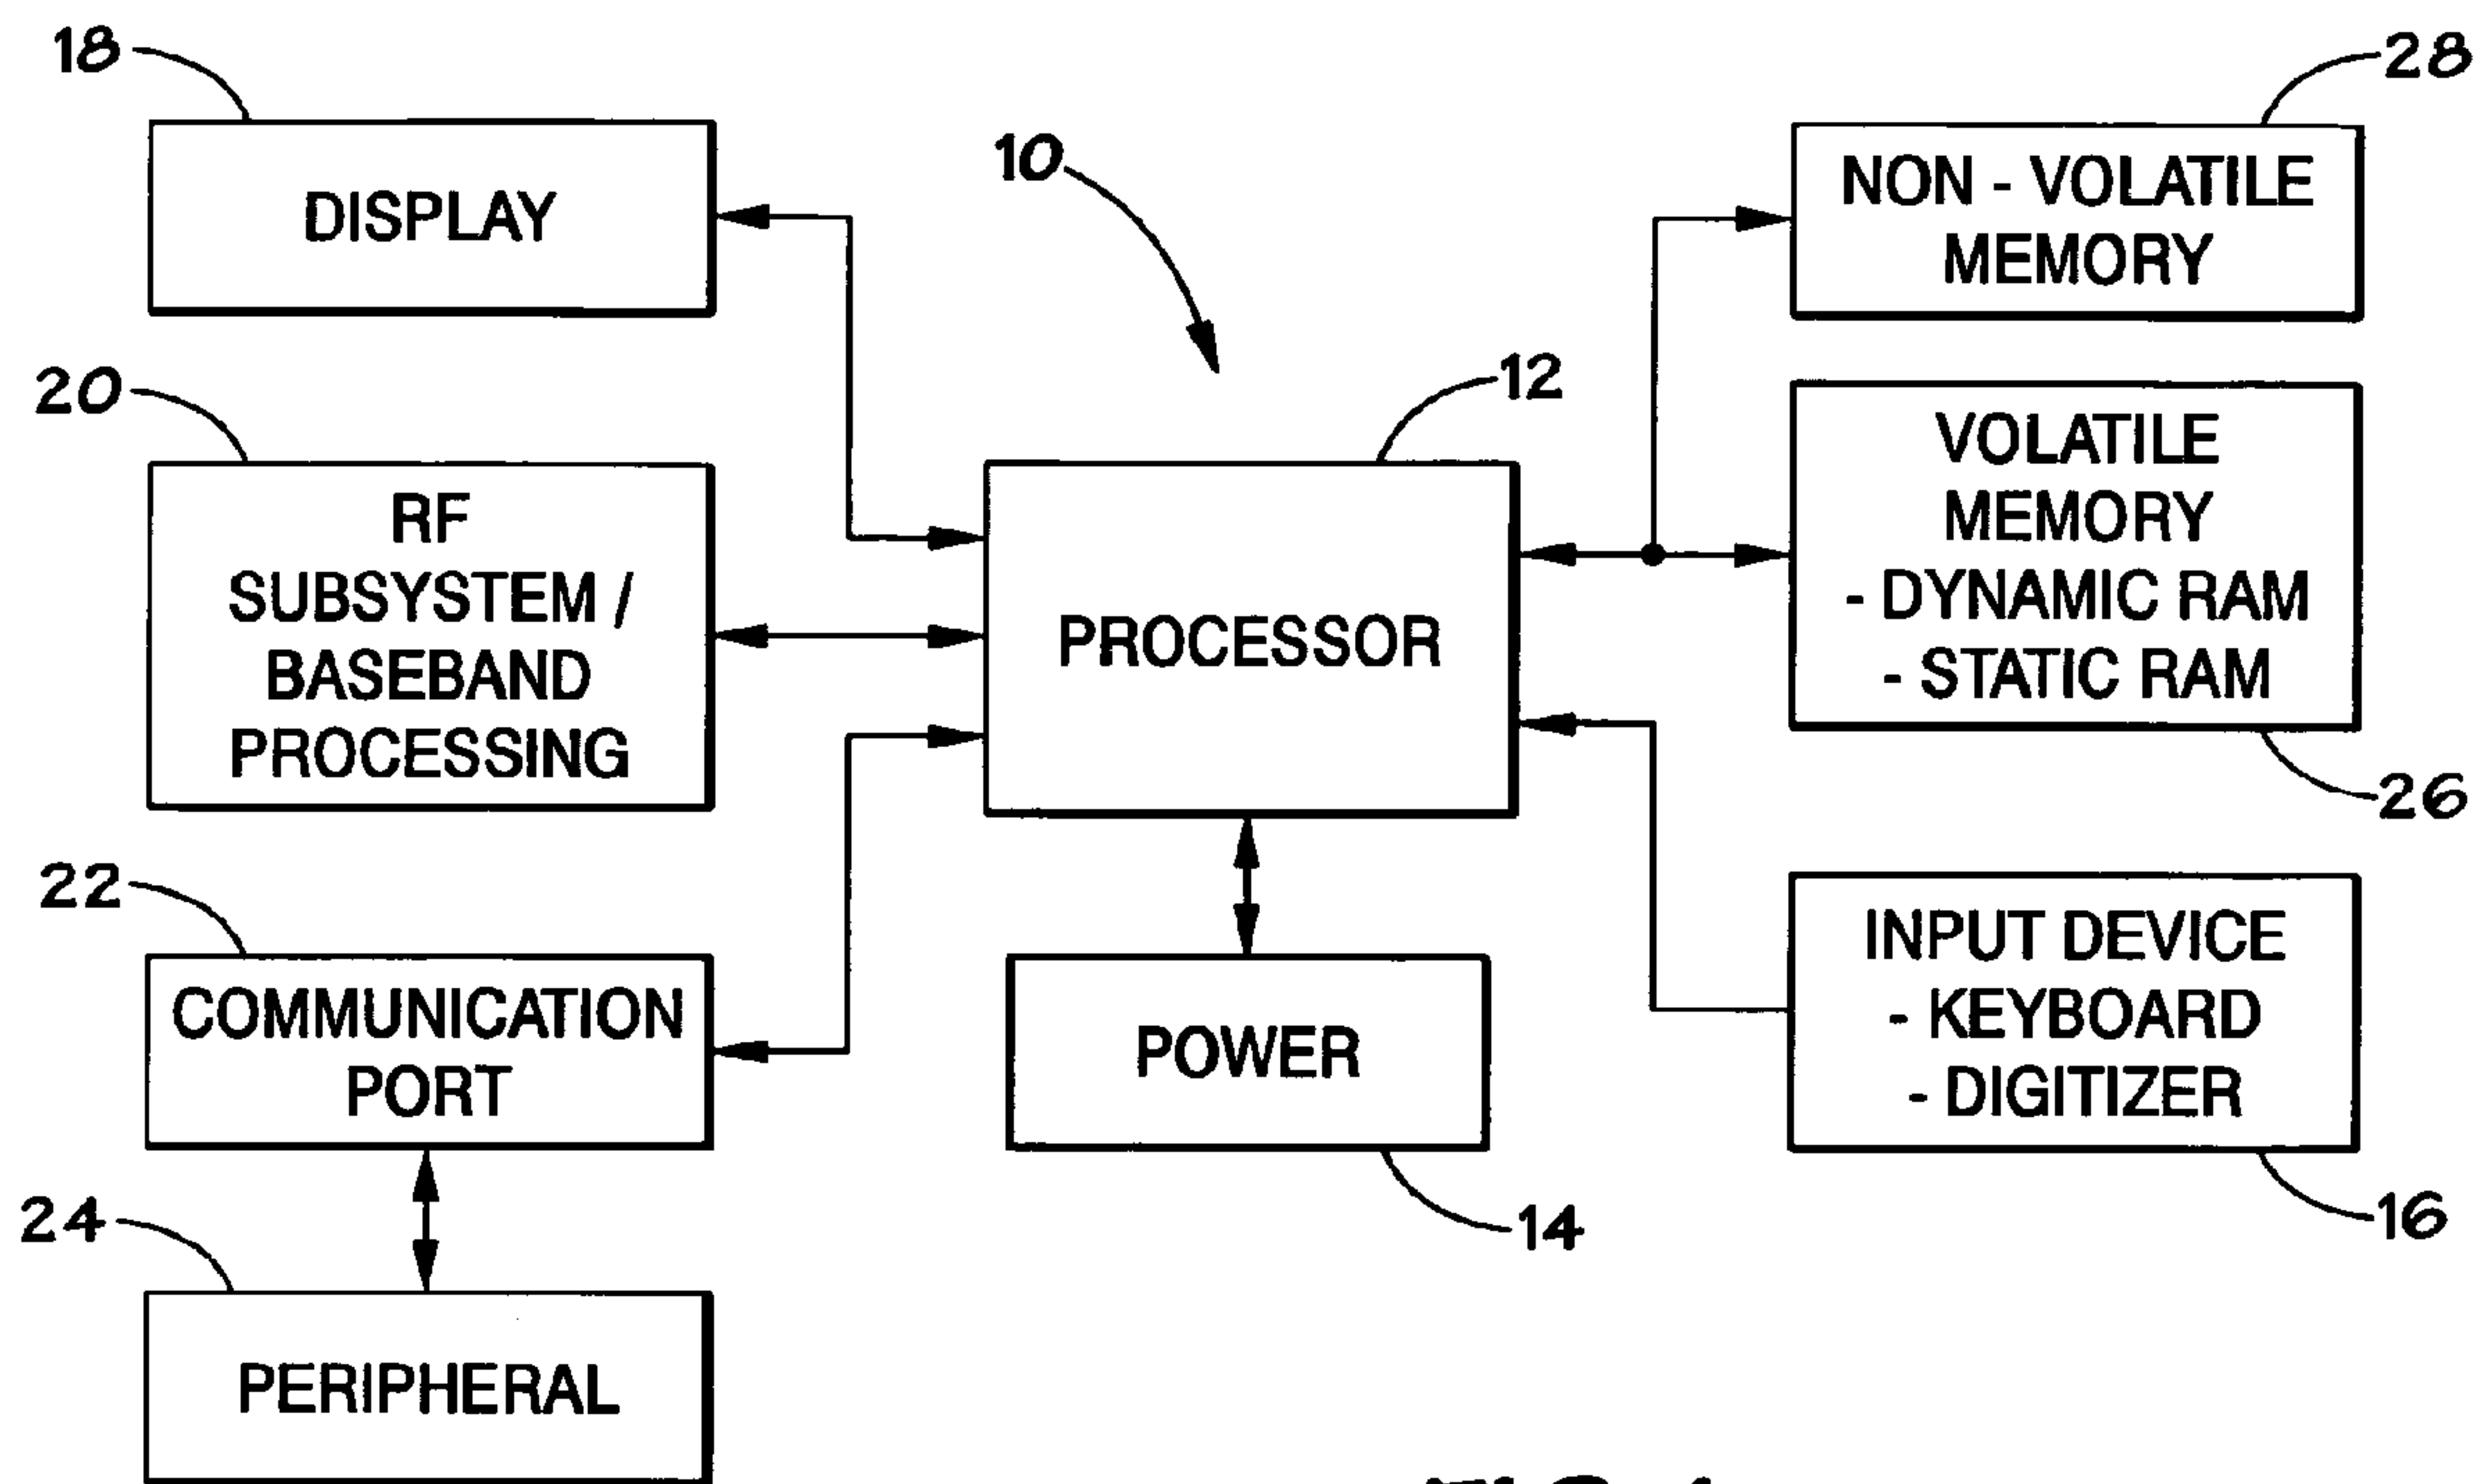 18
DISPLAY
10
28
NON - VOLATILE
MEMORY
20
RF
SUBSYSTEM /
BASEBAND
PROCESSING
12
PROCESSOR
VOLATILE
MEMORY
- DYNAMIC RAM
- STATIC RAM
26
22
COMMUNICATION
PORT
POWER
14
INPUT DEVICE
- KEYBOARD
- DIGITIZER
16
24
PERIPHERAL